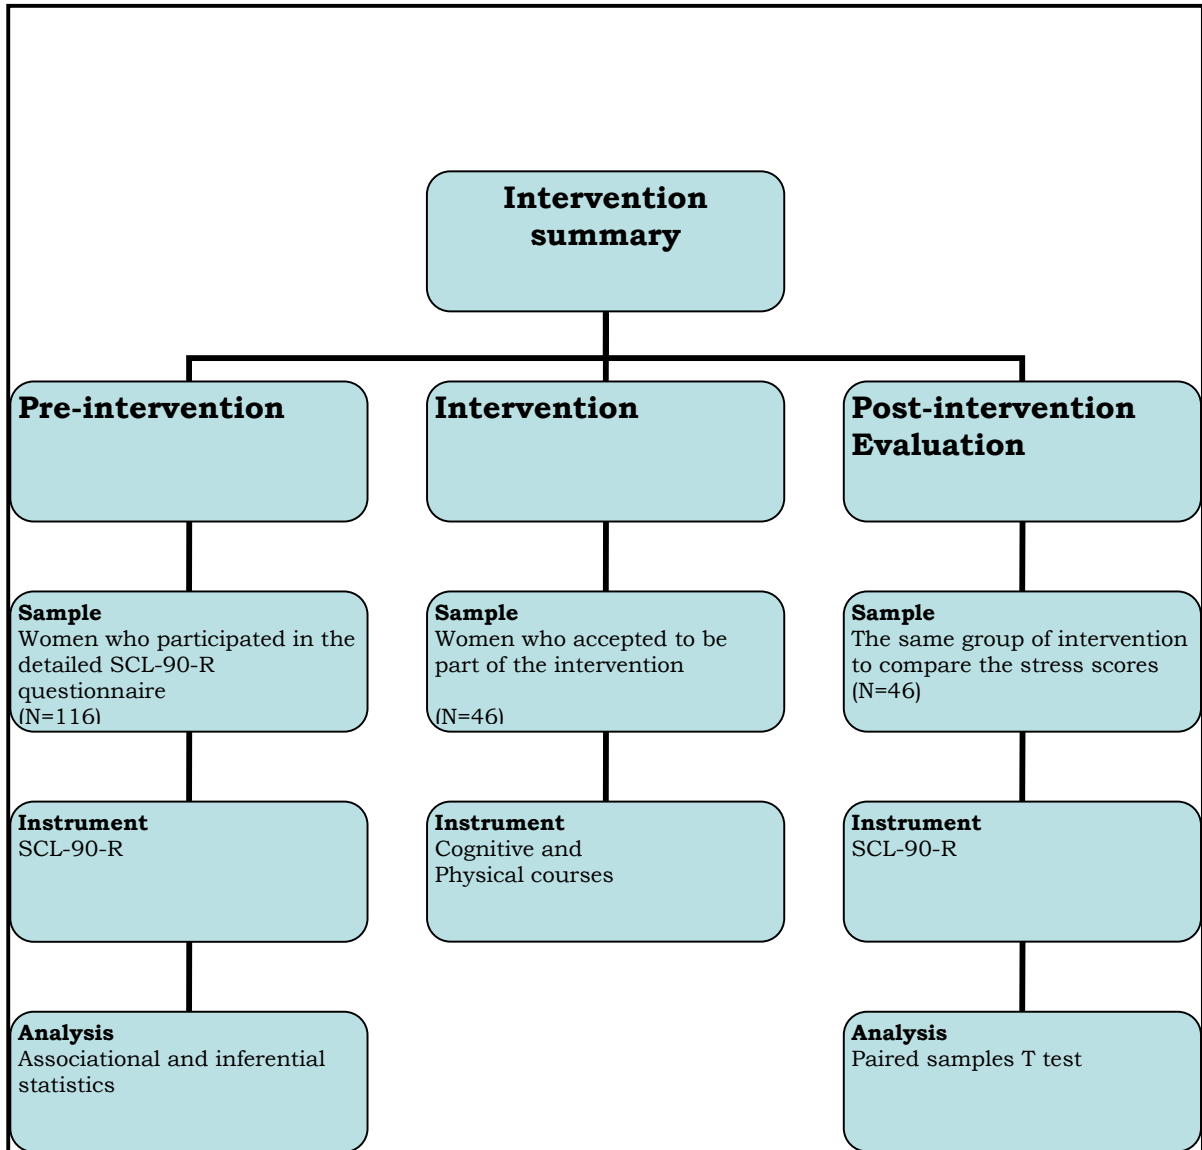 Intervention
summary
Pre-intervention
Intervention
Post-intervention
Evaluation
Sample
Women who participated in the
detailed SCL-90-R
questionnaire
(N=116)
Sample
Women who accepted to be
part of the intervention
(N=46)
Sample
The same group of intervention
to compare the stress scores
(N=46)
Instrument
SCL-90-R
Instrument
Cognitive and
Physical courses
Instrument
SCL-90-R
Analysis
Associational and inferential
statistics
Analysis
Paired samples T test